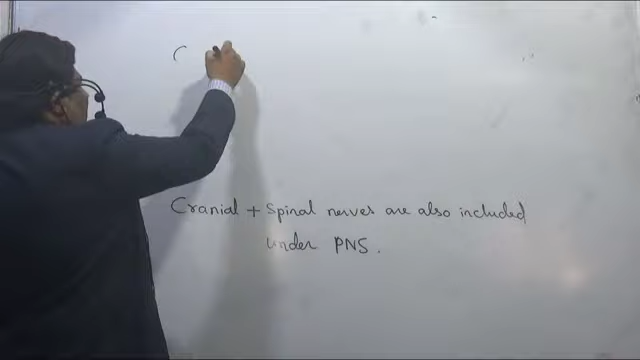 C
Cranial + Spinal nerves are also included
under PNS.